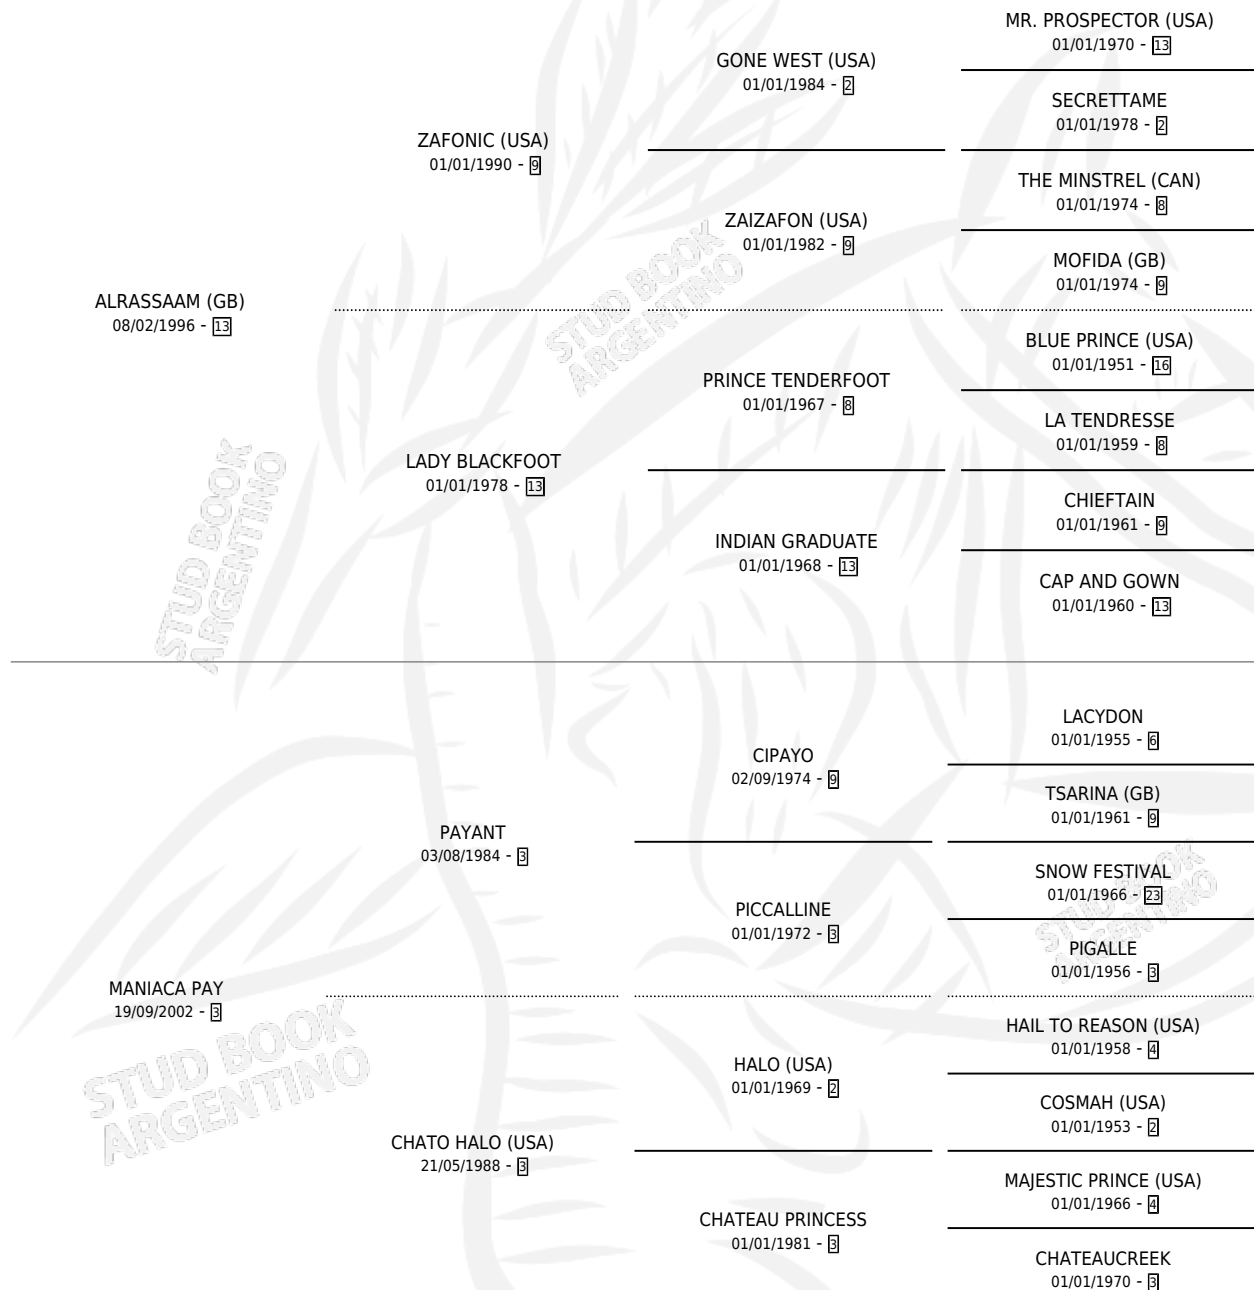 MR. PROSPECTOR (USA)
01/01/1970 - 13
GONE WEST (USA)
01/01/1984 - 2
SECRETTAME
01/01/1978 - 2
ZAFONIC (USA)
01/01/1990 - 9
THE MINSTREL (CAN)
01/01/1974 - 8
ZAIZAFON (USA)
01/01/1982 - 9
MOFIDA (GB)
01/01/1974 - 9
ALRASSAAM (GB)
08/02/1996 - 13
BLUE PRINCE (USA)
01/01/1951 - 16
PRINCE TENDERFOOT
01/01/1967 - 8
LA TENDRESSE
01/01/1959 - 8
LADY BLACKFOOT
01/01/1978 - 13
CHIEFTAIN
01/01/1961 - 9
INDIAN GRADUATE
01/01/1968 - 13
CAP AND GOWN
01/01/1960 - 13
LACYDON
01/01/1955 - 6
CIPAYO
02/09/1974 - 9
TSARINA (GB)
01/01/1961 - 9
PAYANT
03/08/1984 - 3
SNOW FESTIVAL
01/01/1966 - 23
PICCALLINE
01/01/1972 - 3
PIGALLE
01/01/1956 - 3
MANIACA PAY
19/09/2002 - 3
HAIL TO REASON (USA)
01/01/1958 - 4
HALO (USA)
01/01/1969 - 2
COSMAH (USA)
01/01/1953 - 2
CHATO HALO (USA)
21/05/1988 - 3
MAJESTIC PRINCE (USA)
01/01/1966 - 4
CHATEAU PRINCESS
01/01/1981 - 3
CHATEAUCREEK
01/01/1970 - 3
STUD BOOK
ARGENTINO
STUD BOOK
ARGENTINO
STUD BOOK
ARGENTINO
STUD BOOK
ARGENTINO